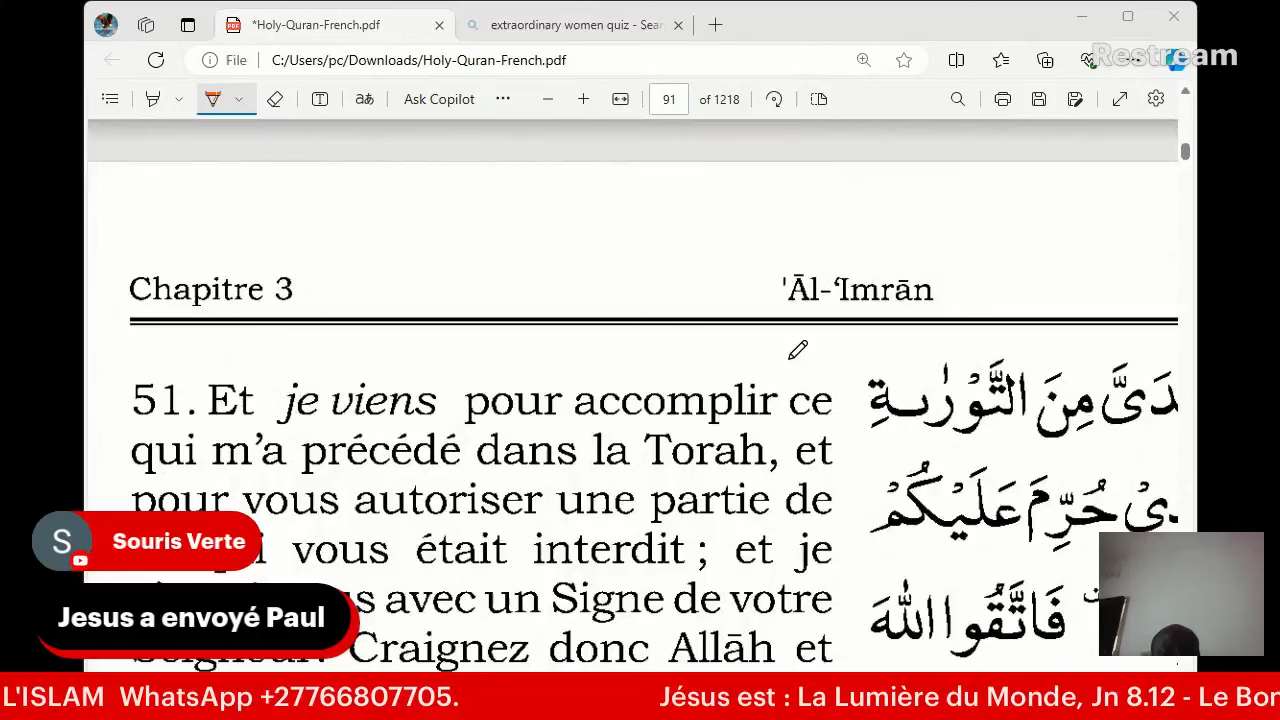 *Holy-Quran-French.pdf
extraordinary women quiz - Sear
File C:/Users/pc/Downloads/Holy-Quran-French.pdf
Restream
Ask Copilot
91 of 1218
Chapitre 3
'Āl-‘Imrān
51. Et je viens pour accomplir ce
qui m’a précédé dans la Torah, et
pour vous autoriser une partie de
vous était interdit ; et je
avec un Signe de votre
Seigneur. Craignez donc Allāh et
مِنَ التَّوْرٰىةِ
حُرِّمَ عَلَيْكُمْ
فَاتَّقُوا اللّٰهَ
S Souris Verte
Jesus a envoyé Paul
L'ISLAM WhatsApp +27766807705. Jésus est : La Lumière du Monde, Jn 8.12 - Le Bon